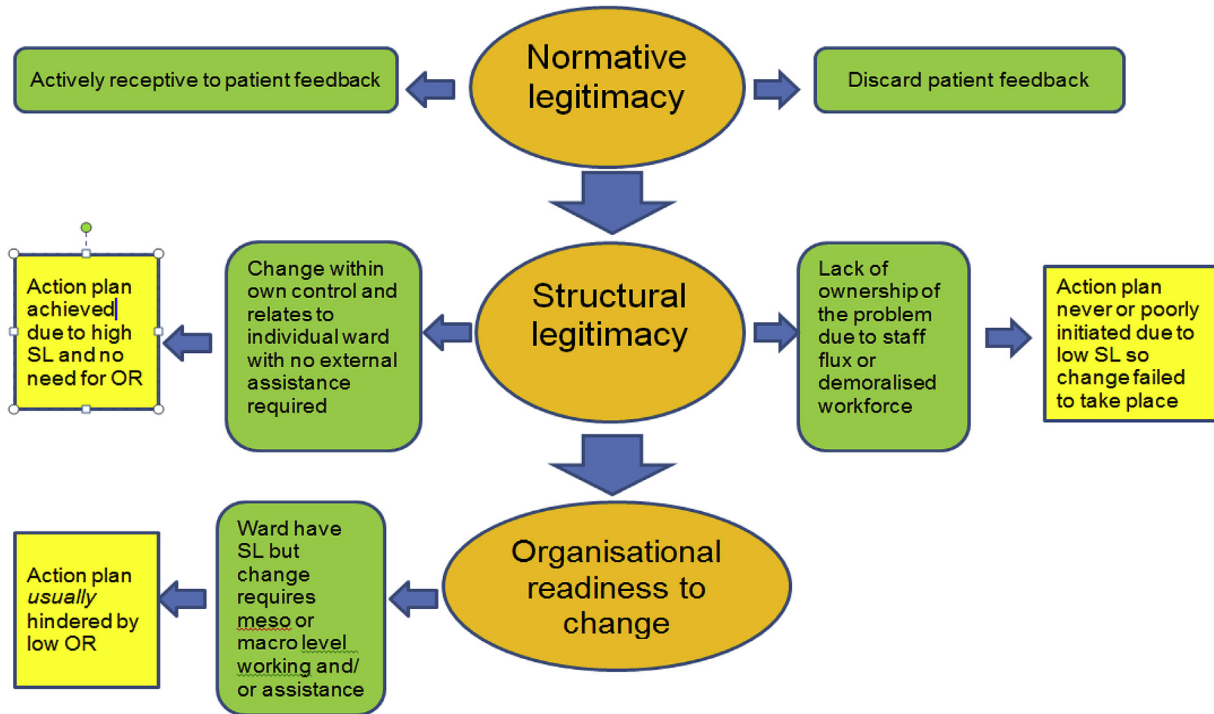 Normative
legitimacy
Actively receptive to patient feedback
Discard patient feedback
Structural
legitimacy
Change within
own control and
relates to
individual ward
with no external
assistance
required
Action plan
achieved
due to high
SL and no
need for OR
Lack of
ownership of
the problem
due to staff
flux or
demoralised
workforce
Action plan
never or poorly
initiated due to
low SL so
change failed
to take place
Organisational
readiness to
change
Ward have
SL but
change
requires
meso or
macro level
working and/
or assistance
Action plan
usually
hindered by
low OR